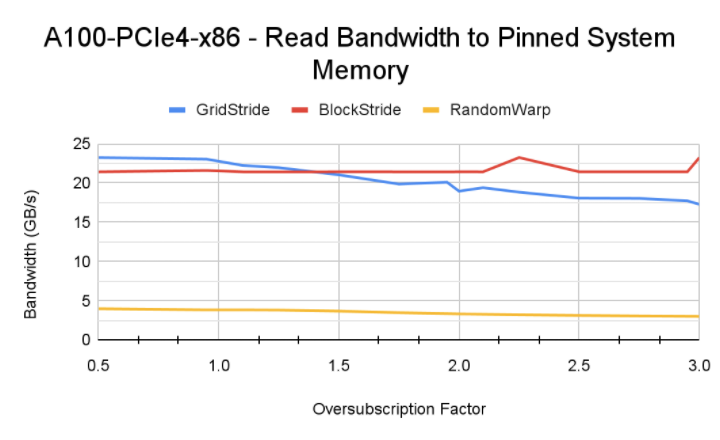 A100-PCIe4-x86 - Read Bandwidth to Pinned System
Memory
GridStride BlockStride RandomWarp
Bandwidth (GB/s)
25
20
15
10
5
0
0.5 1.0 1.5 2.0 2.5 3.0
Oversubscription Factor